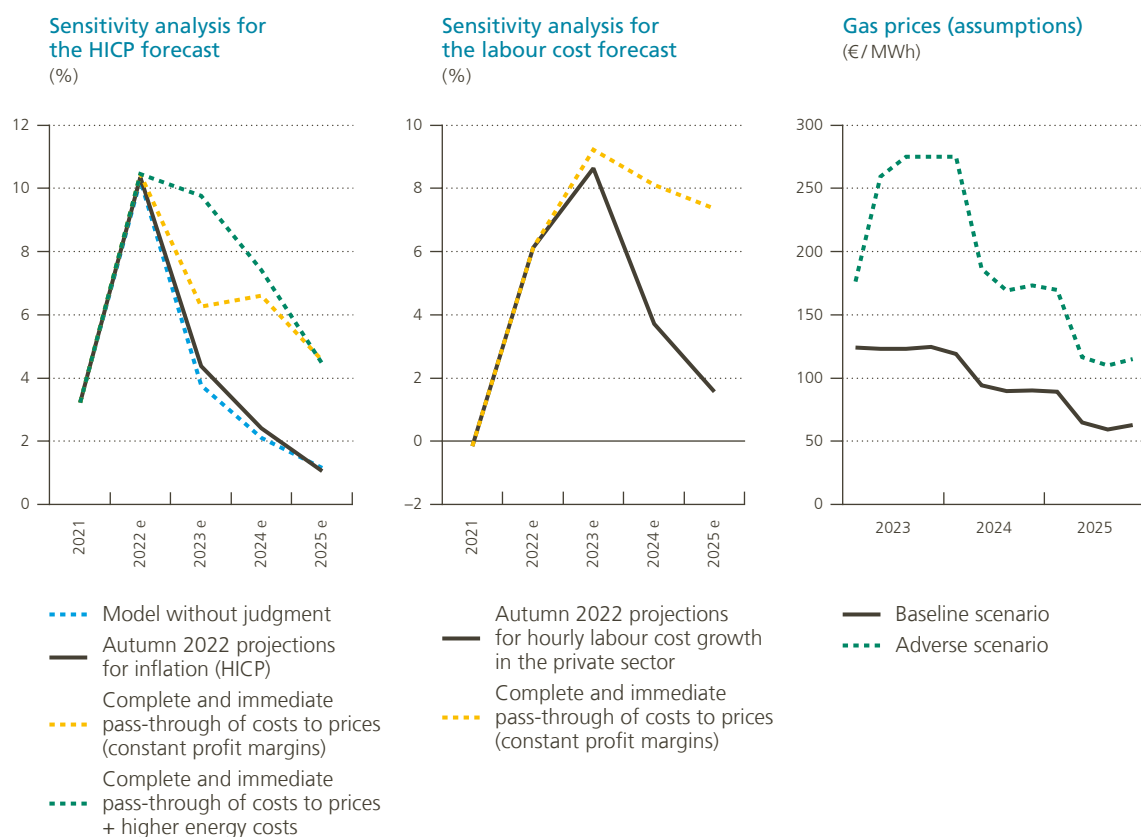 Sensitivity analysis for
the HICP forecast
(%)
12
10
8
6
4
2
0
2021
2022 e
2023 e
2024 e
2025 e
Model without judgment
Autumn 2022 projections
for inflation (HICP)
Complete and immediate
pass-through of costs to prices
(constant profit margins)
Complete and immediate
pass-through of costs to prices
+ higher energy costs
Sensitivity analysis for
the labour cost forecast
(%)
10
8
6
4
2
0
–2
2021
2022 e
2023 e
2024 e
2025 e
Autumn 2022 projections
for hourly labour cost growth
in the private sector
Complete and immediate
pass-through of costs to prices
(constant profit margins)
Gas prices (assumptions)
(€ / MWh)
300
250
200
150
100
50
0
2023
2024
2025
Baseline scenario
Adverse scenario